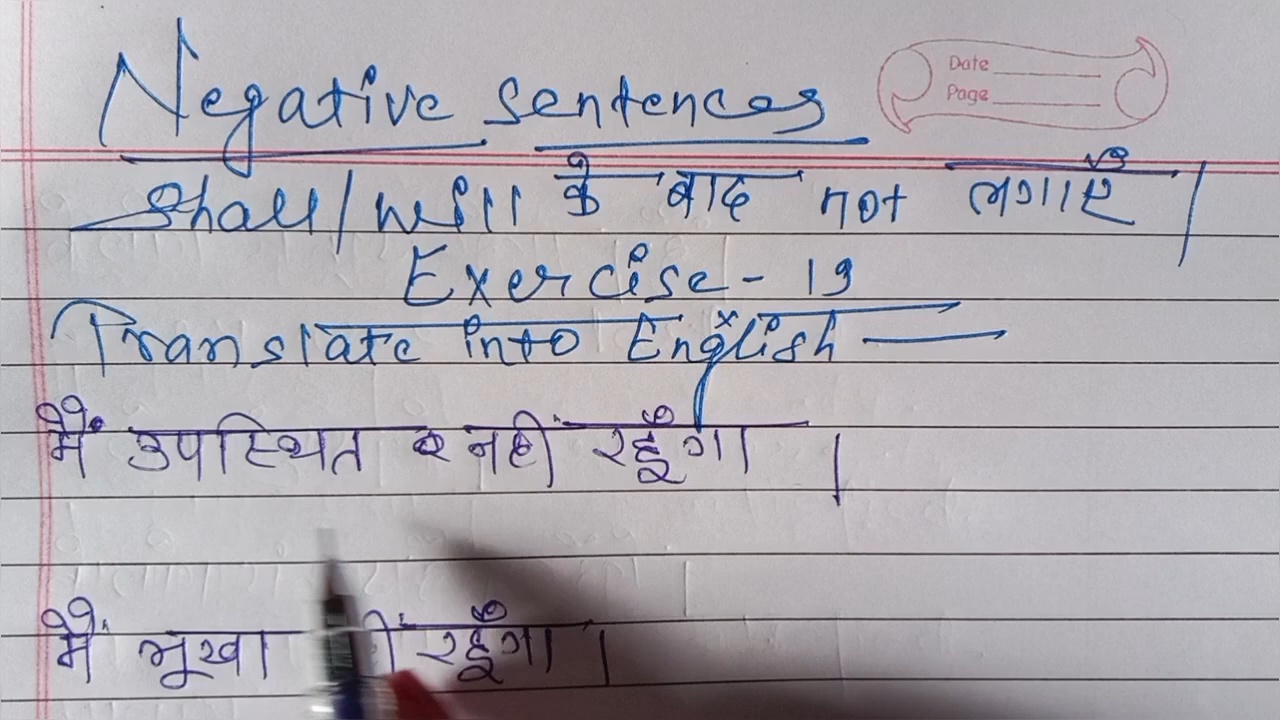 Negative sentences
Date
Page
Shall/will के बाद not लगाएँ |
Exercise - 19
Translate into English
मैं उपस्थित नहीं रहूँगा |
मैं भूखा रहूँगा |